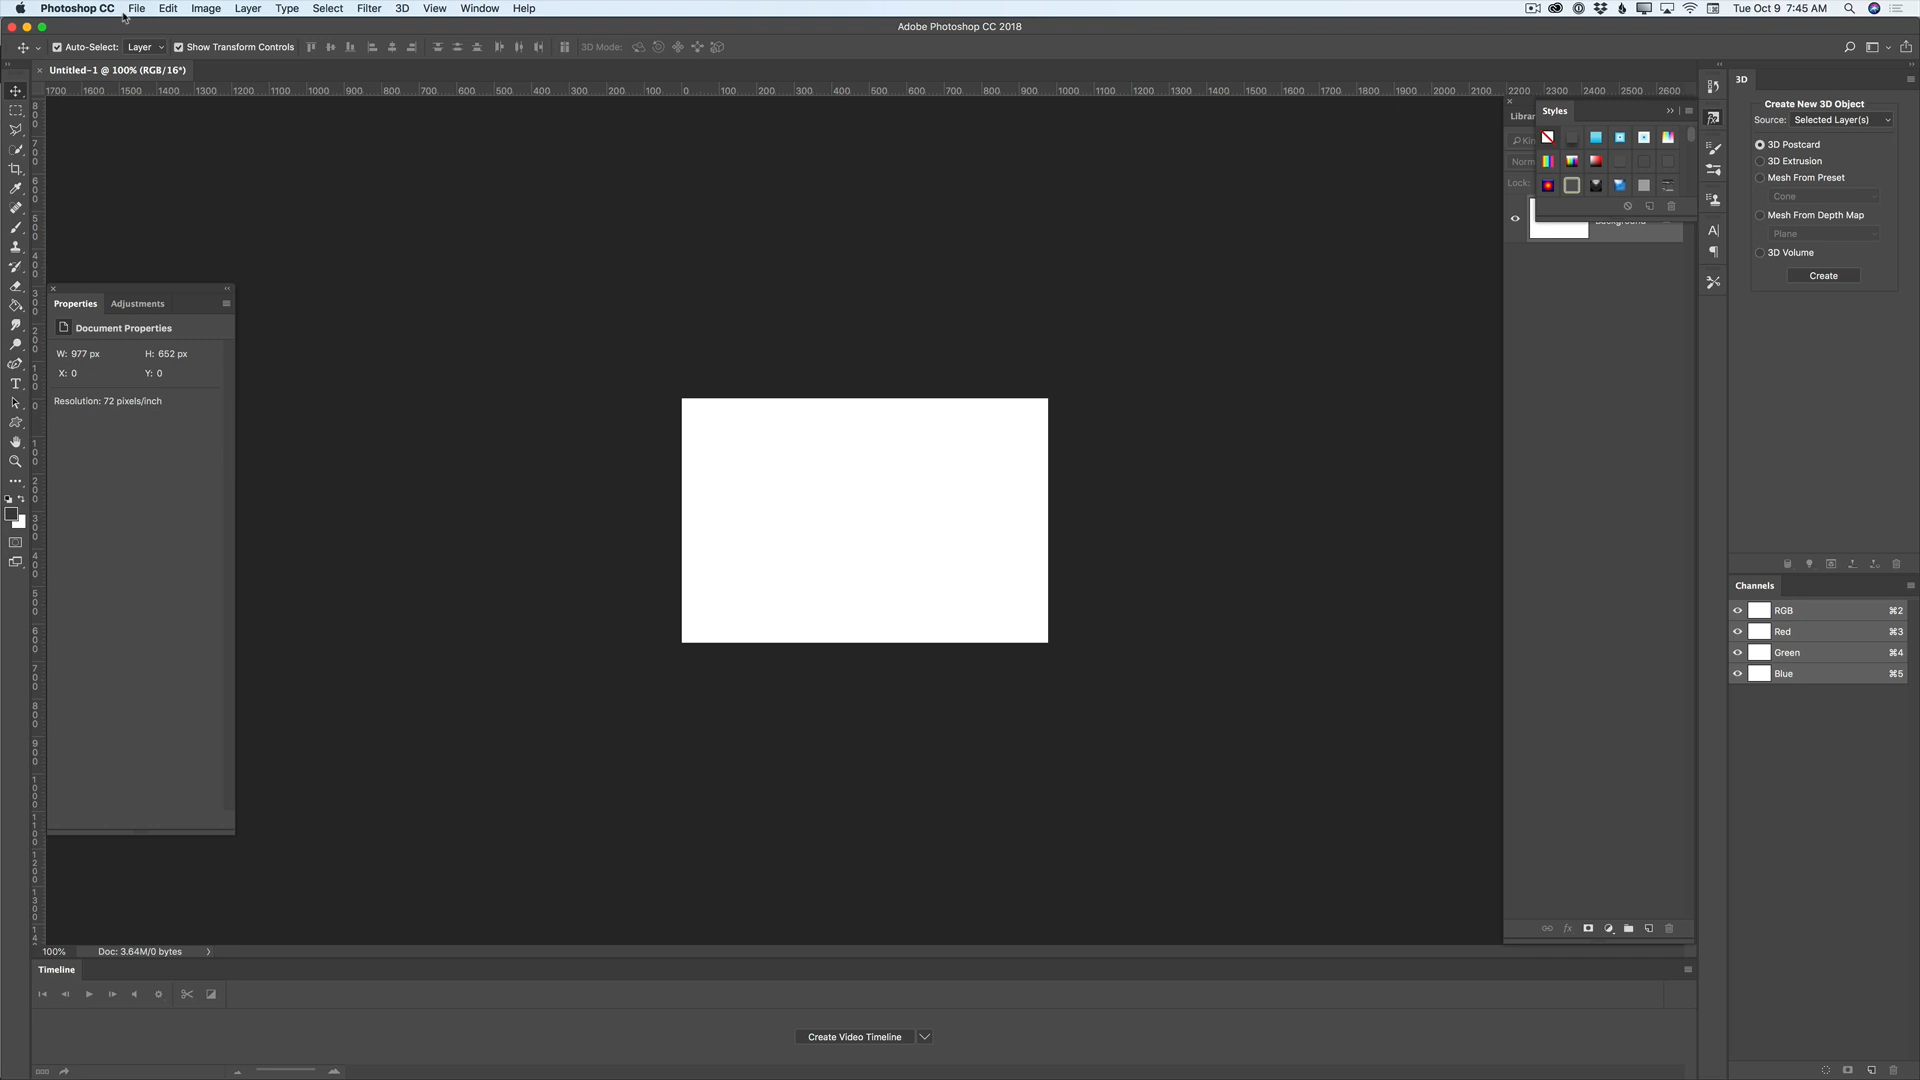 Photoshop CC File Edit Image Layer Type Select Filter 3D View Window Help Tue Oct 9 7:45 AM
Adobe Photoshop CC 2018
Auto-Select: Layer Show Transform Controls 3D Mode:
Untitled-1 @ 100% (RGB/16*)
1700 1600 1500 1400 1300 1200 1100 1000 900 800 700 600 500 400 300 200 100 0 100 200 300 400 500 600 700 800 900 1000 1100 1200 1300 1400 1500 1600 1700 1800 1900 2000 2100 2200 2300 2400 2500 2600
3D
Create New 3D Object
Source: Selected Layer(s)
3D Postcard
3D Extrusion
Mesh From Preset
Cone
Mesh From Depth Map
Plane
3D Volume
Create
Styles
Librar
Kin
Norm
Lock:
Properties Adjustments
Document Properties
W: 977 px H: 652 px
X: 0 Y: 0
Resolution: 72 pixels/inch
Channels
RGB ⌘2
Red ⌘3
Green ⌘4
Blue ⌘5
100% Doc: 3.64M/0 bytes
Timeline
Create Video Timeline